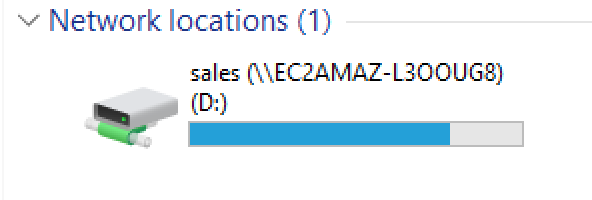 Network locations (1)
sales (\\EC2AMAZ-L3OOUG8)
(D:)